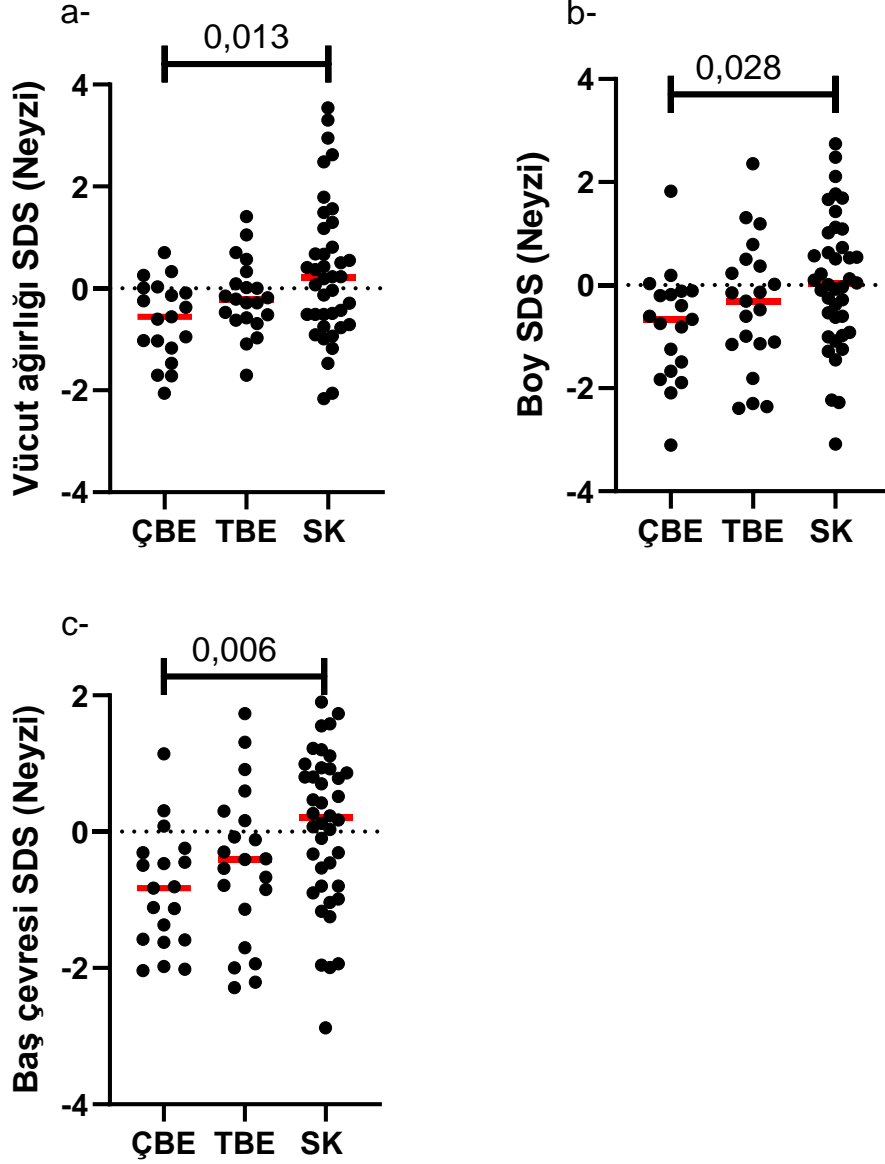 a-
0,013
Vücut ağırlığı SDS (Neyzi)
4
2
0
-2
-4
ÇBE TBE SK
b-
0,028
Boy SDS (Neyzi)
4
2
0
-2
-4
ÇBE TBE SK
c-
0,006
Baş çevresi SDS (Neyzi)
2
0
-2
-4
ÇBE TBE SK